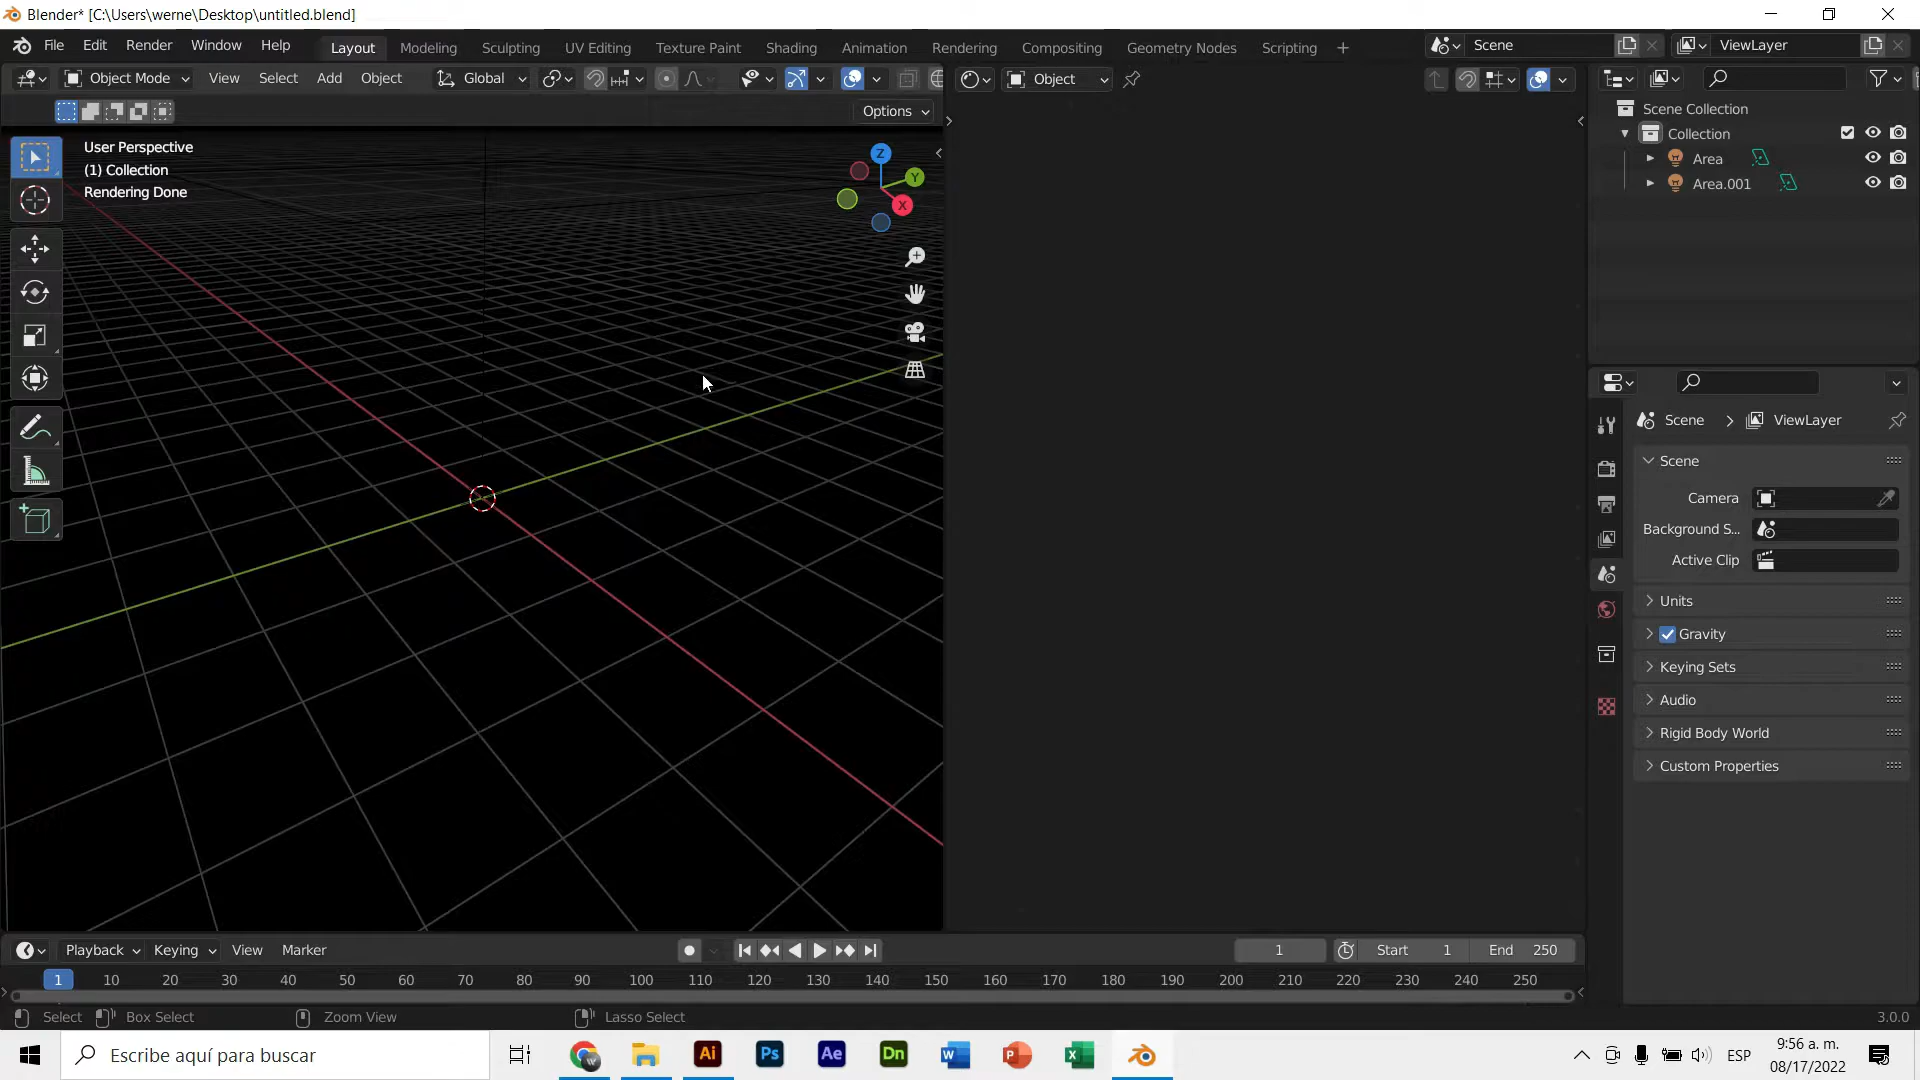 Blender* [C:\Users\werne\Desktop\untitled.blend]
File Edit Render Window Help Layout Modeling Sculpting UV Editing Texture Paint Shading Animation Rendering Compositing Geometry Nodes Scripting + Scene ViewLayer
Object Mode View Select Add Object Global Object
Options
User Perspective
(1) Collection
Rendering Done
Z
Y
X
Scene Collection
Collection
Area
Area.001
Scene > ViewLayer
Scene
Camera
Background S...
Active Clip
Units
Gravity
Keying Sets
Audio
Rigid Body World
Custom Properties
Playback Keying View Marker 1 Start 1 End 250
1 10 20 30 40 50 60 70 80 90 100 110 120 130 140 150 160 170 180 190 200 210 220 230 240 250
Select Box Select Zoom View Lasso Select 3.0.0
Escribe aquí para buscar Ai Ps Ae Dn W P X ESP 9:56 a. m.
08/17/2022